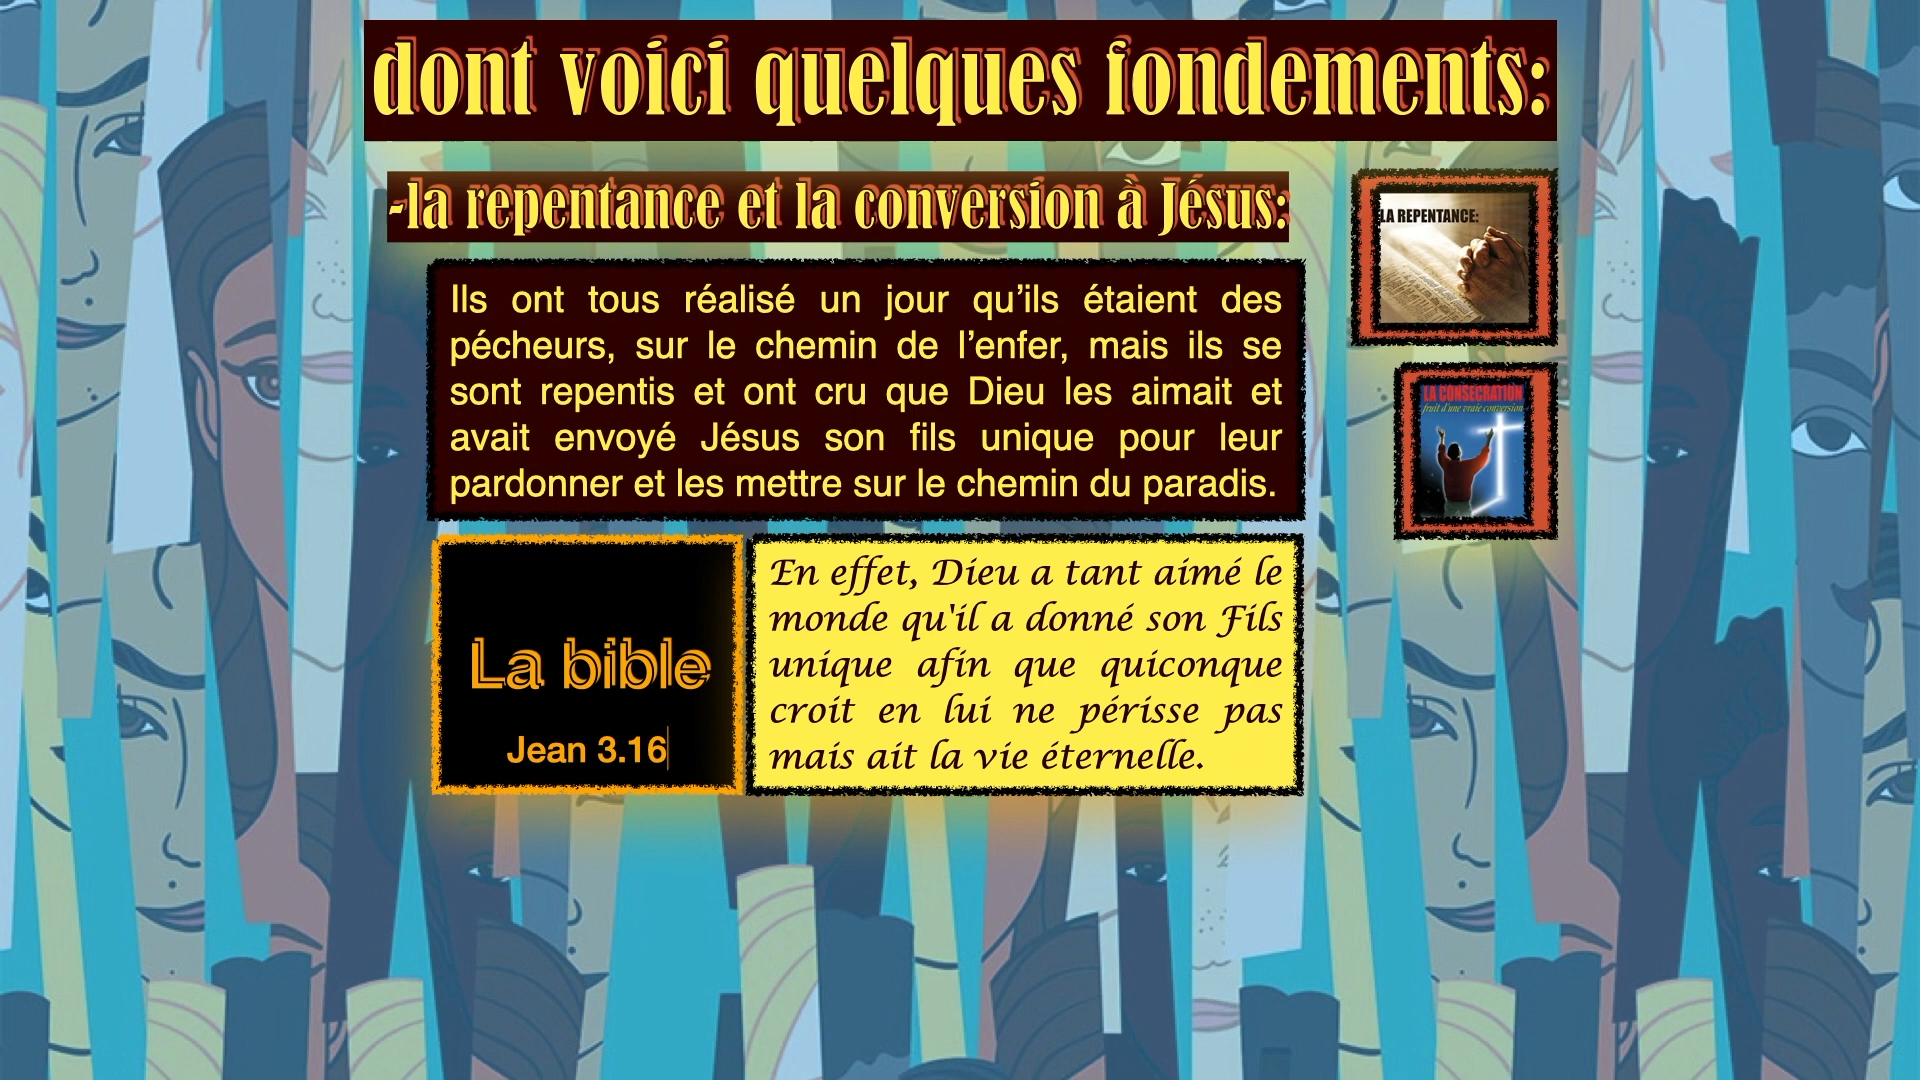 dont voici quelques fondements:
-la repentance et la conversion à Jésus:
LA REPENTANCE:
Ils ont tous réalisé un jour qu’ils étaient des
pécheurs, sur le chemin de l’enfer, mais ils se
sont repentis et ont cru que Dieu les aimait et
avait envoyé Jésus son fils unique pour leur
pardonner et les mettre sur le chemin du paradis.
LA CONSECRATION
fruit d'une vraie conversion
La bible
Jean 3.16
En effet, Dieu a tant aimé le
monde qu'il a donné son Fils
unique afin que quiconque
croit en lui ne périsse pas
mais ait la vie éternelle.